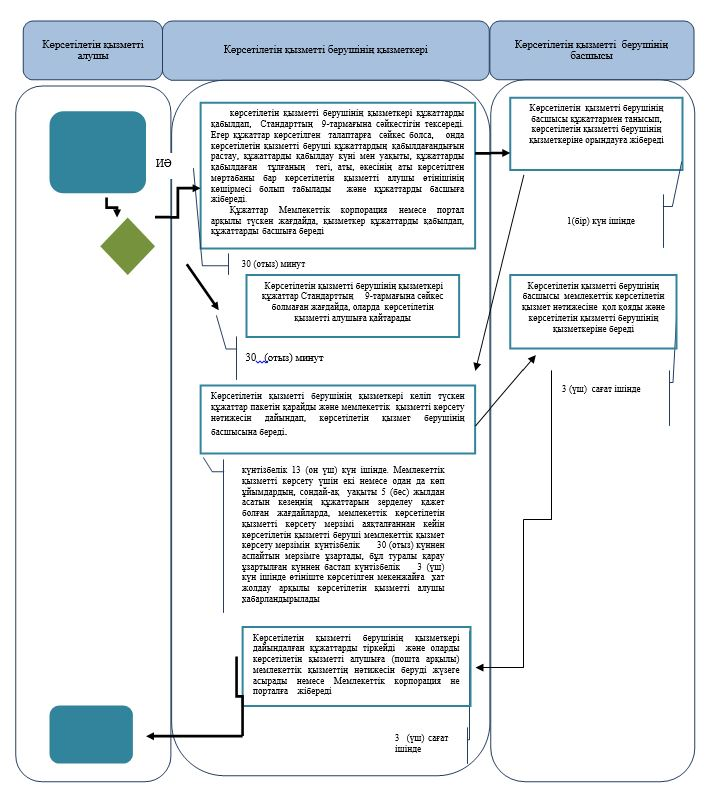 Көрсетілетін қызметті
алушы
Көрсетілетін қызметті берушінің қызметкері
Көрсетілетін қызметті берушінің
басшысы
көрсетілетін қызметті берушінің қызметкері құжаттарды
қабылдап, Стандарттың 9-тармағына сәйкестігін тексереді.
Егер құжаттар көрсетілген талаптарға сәйкес болса, онда
көрсетілетін қызметті беруші құжаттардың қабылдағандығын
растау, құжаттарды қабылдау күні мен уақыты, құжаттарды
қабылдаған тұлғаның тегі, аты, әкесінің аты көрсетілген
мөртабаны бар көрсетілетін қызметті алушы өтінішінің
көшірмесі болып табылады және құжаттарды басшыға
жібереді.
Құжаттар Мемлекеттік корпорация немесе портал
арқылы түскен жағдайда, қызметкер құжаттарды қабылдап,
құжаттарды басшыға береді
ИӘ
Көрсетілетін қызметті берушінің
басшысы құжаттармен танысып,
көрсетілетін қызметті берушінің
қызметкеріне орындауға жібереді
1(бір) күн ішінде
30 (отыз) минут
Көрсетілетін қызметті берушінің қызметкері
құжаттар Стандарттың 9-тармағына сәйкес
болмаған жағдайда, оларда көрсетілетін
қызметті алушыға қайтарады
30 (отыз) минут
Көрсетілетін қызметті берушінің
басшысы мемлекеттік көрсетілетін
қызмет нәтижесіне қол қояды және
көрсетілетін қызметті берушінің
қызметкеріне береді
3 (үш) сағат ішінде
Көрсетілетін қызметті берушінің қызметкері келіп түскен
құжаттар пакетін қарайды және мемлекеттік қызметті көрсету
нәтижесін дайындап, көрсетілетін қызмет берушінің
басшысына береді.
күнтізбелік 13 (он үш) күн ішінде. Мемлекеттік
қызметті көрсету үшін екі немесе одан да көп
ұйымдардың, сондай-ақ уақыты 5 (бес) жылдан
асатын кезеңнің құжаттарын зерделеу қажет
болған жағдайларда, мемлекеттік көрсетілетін
қызметті көрсету мерзімі аяқталғаннан кейін
көрсетілетін қызметті беруші мемлекеттік қызмет
көрсету мерзімін күнтізбелік 30 (отыз) күннен
аспайтын мерзімге ұзартады, бұл туралы қарау
ұзартылған күннен бастап күнтізбелік 3 (үш)
күн ішінде өтініште көрсетілген мекенжайға хат
жолдау арқылы көрсетілетін қызметті алушы
хабарландырылады
Көрсетілетін қызметті берушінің қызметкері
дайындалған құжаттарды тіркейді және оларды
көрсетілетін қызметті алушыға (пошта арқылы)
мемлекеттік қызметтің нәтижесін беруді жүзеге
асырады немесе Мемлекеттік корпорация не
порталға жібереді
3 (үш) сағат
ішінде